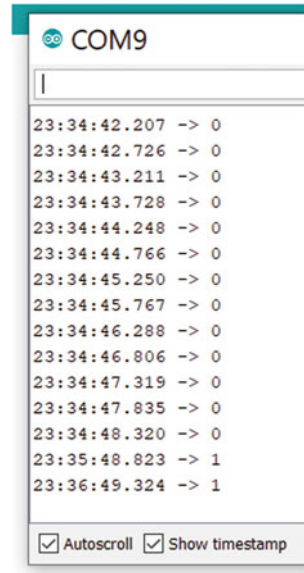 COM9
23:34:42.207 -> 0
23:34:42.726 -> 0
23:34:43.211 -> 0
23:34:43.728 -> 0
23:34:44.248 -> 0
23:34:44.766 -> 0
23:34:45.250 -> 0
23:34:45.767 -> 0
23:34:46.288 -> 0
23:34:46.806 -> 0
23:34:47.319 -> 0
23:34:47.835 -> 0
23:34:48.320 -> 0
23:35:48.823 -> 1
23:36:49.324 -> 1
Autoscroll Show timestamp